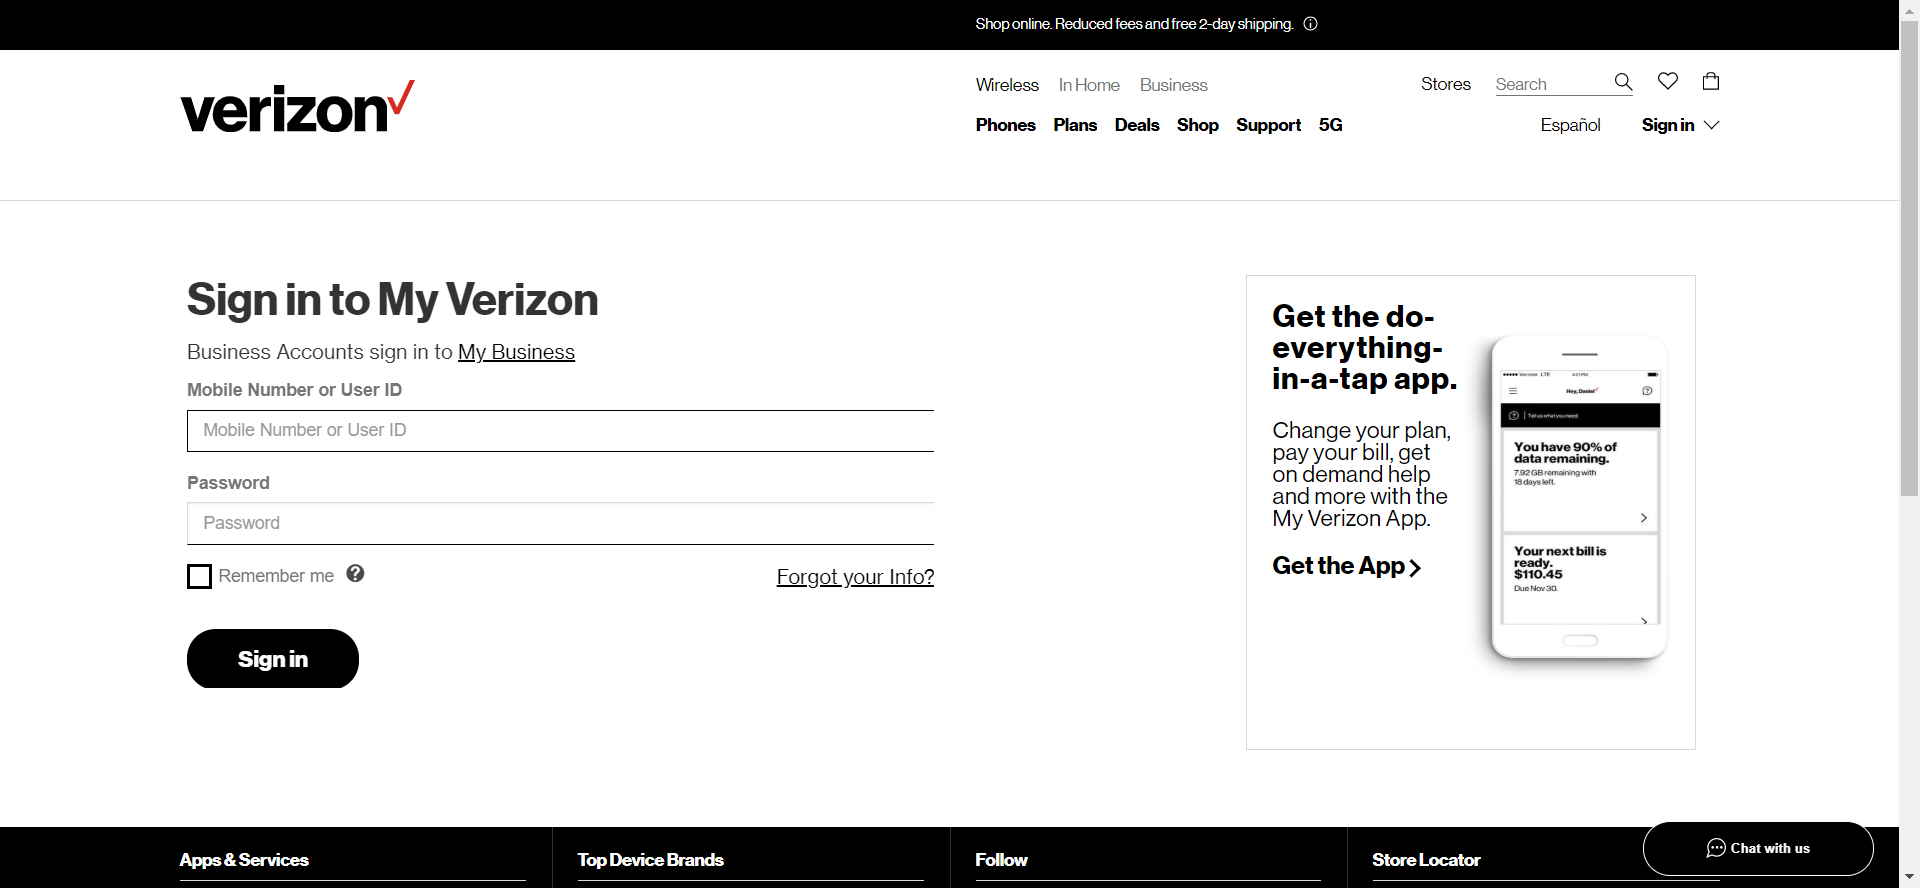 Shop online. Reduced fees and free 2-day shipping.
verizon
Wireless In Home Business
Stores Search
Phones Plans Deals Shop Support 5G
Español Sign in
Sign in to My Verizon
Business Accounts sign in to My Business
Mobile Number or User ID
Mobile Number or User ID
Password
Password
Remember me
Forgot your Info?
Sign in
Get the do-
everything-
in-a-tap app.
Change your plan,
pay your bill, get
on demand help
and more with the
My Verizon App.
Get the App
Verizon LTE 4:21 PM
Hey, Daniel
Tell us what you need.
You have 90% of
data remaining.
7.92 GB remaining with
18 days left.
Your next bill is
ready.
$110.45
Due Nov 30.
Apps & Services
Top Device Brands
Follow
Store Locator
Chat with us